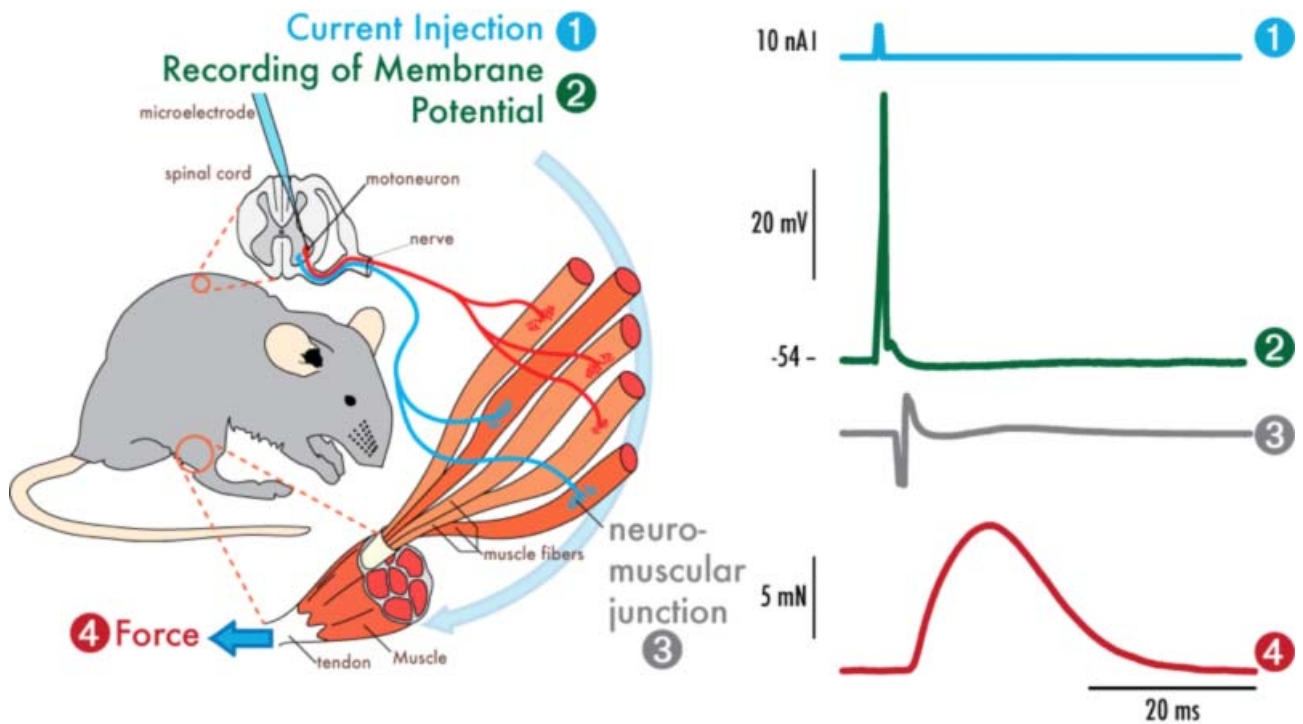 Current Injection 1
Recording of Membrane
Potential 2
microelectrode
spinal cord
motoneuron
nerve
muscle fibers
neuro-
muscular
junction
3
4 Force
tendon
Muscle
10 nA
1
20 mV
-54 –
2
3
5 mN
4
20 ms